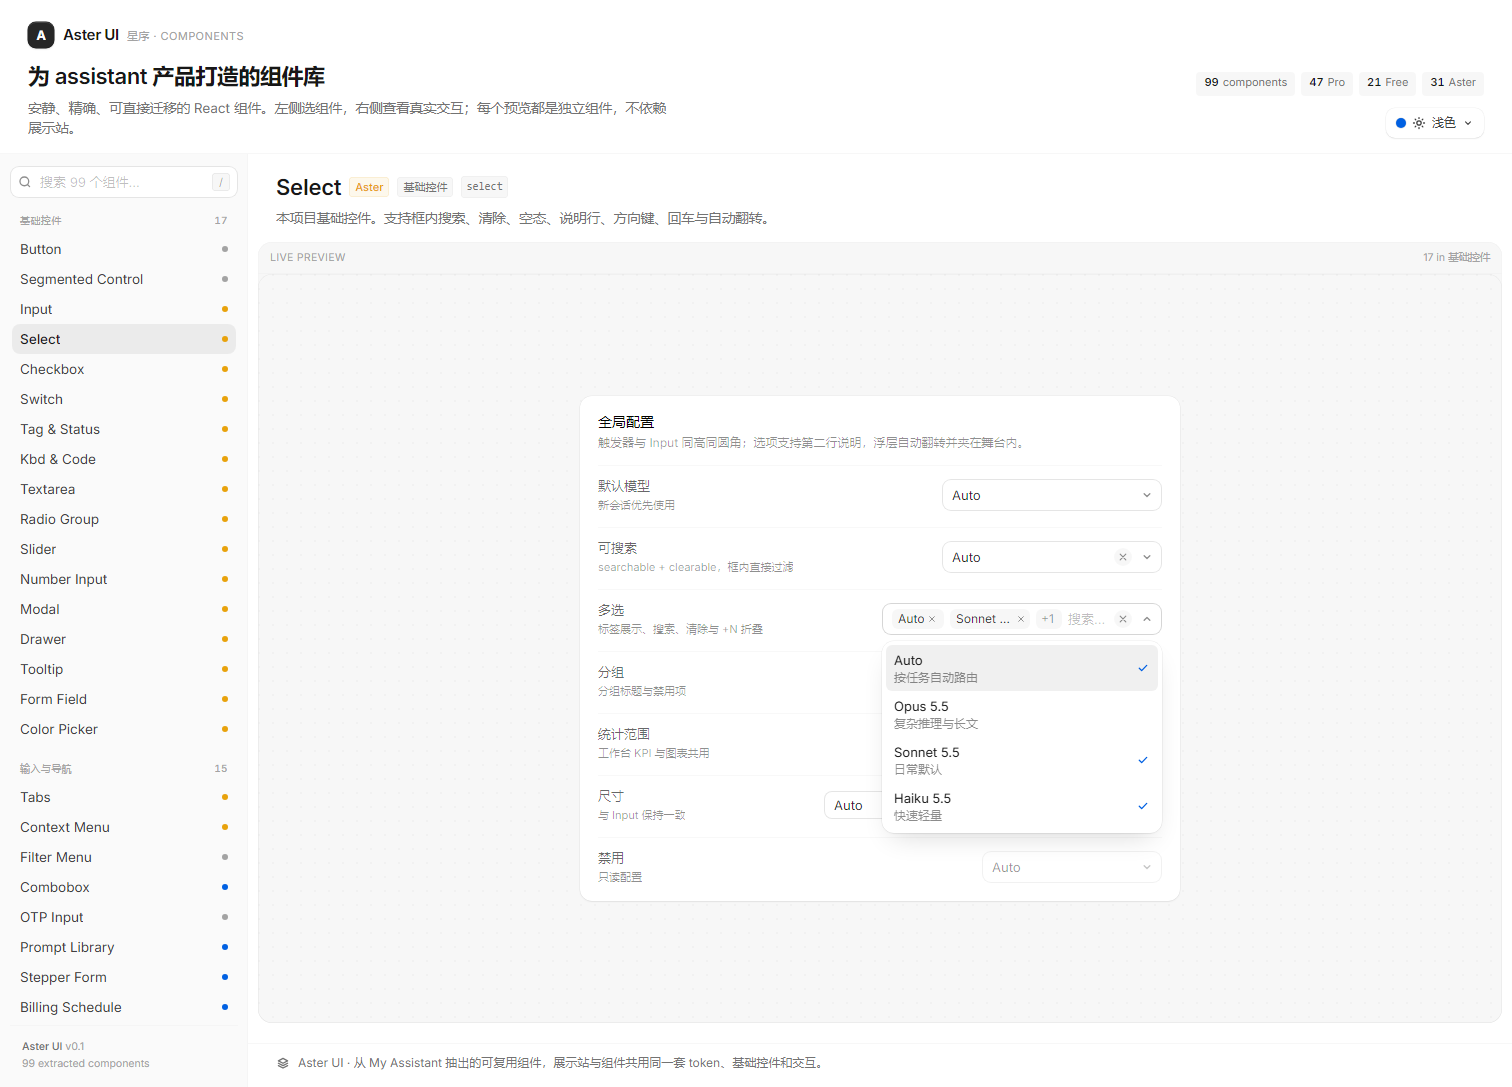 A Aster UI 星序 · COMPONENTS
为 assistant 产品打造的组件库
安静、精确、可直接迁移的 React 组件。左侧选组件，右侧查看真实交互；每个预览都是独立组件，不依赖
展示站。
99 components 47 Pro 21 Free 31 Aster
浅色
搜索 99 个组件... /
基础控件 17
Button
Segmented Control
Input
Select
Checkbox
Switch
Tag & Status
Kbd & Code
Textarea
Radio Group
Slider
Number Input
Modal
Drawer
Tooltip
Form Field
Color Picker
输入与导航 15
Tabs
Context Menu
Filter Menu
Combobox
OTP Input
Prompt Library
Stepper Form
Billing Schedule
Aster UI v0.1
99 extracted components
Select Aster 基础控件 select
本项目基础控件。支持框内搜索、清除、空态、说明行、方向键、回车与自动翻转。
LIVE PREVIEW 17 in 基础控件
全局配置
触发器与 Input 同高同圆角；选项支持第二行说明，浮层自动翻转并夹在舞台内。
默认模型
新会话优先使用
Auto
可搜索
searchable + clearable，框内直接过滤
Auto
多选
标签展示、搜索、清除与 +N 折叠
Auto Sonnet ... +1 搜索...
Auto
按任务自动路由
Opus 5.5
复杂推理与长文
Sonnet 5.5
日常默认
Haiku 5.5
快速轻量
分组
分组标题与禁用项
统计范围
工作台 KPI 与图表共用
尺寸
与 Input 保持一致
Auto
禁用
只读配置
Auto
Aster UI · 从 My Assistant 抽出的可复用组件，展示站与组件共用同一套 token、基础控件和交互。